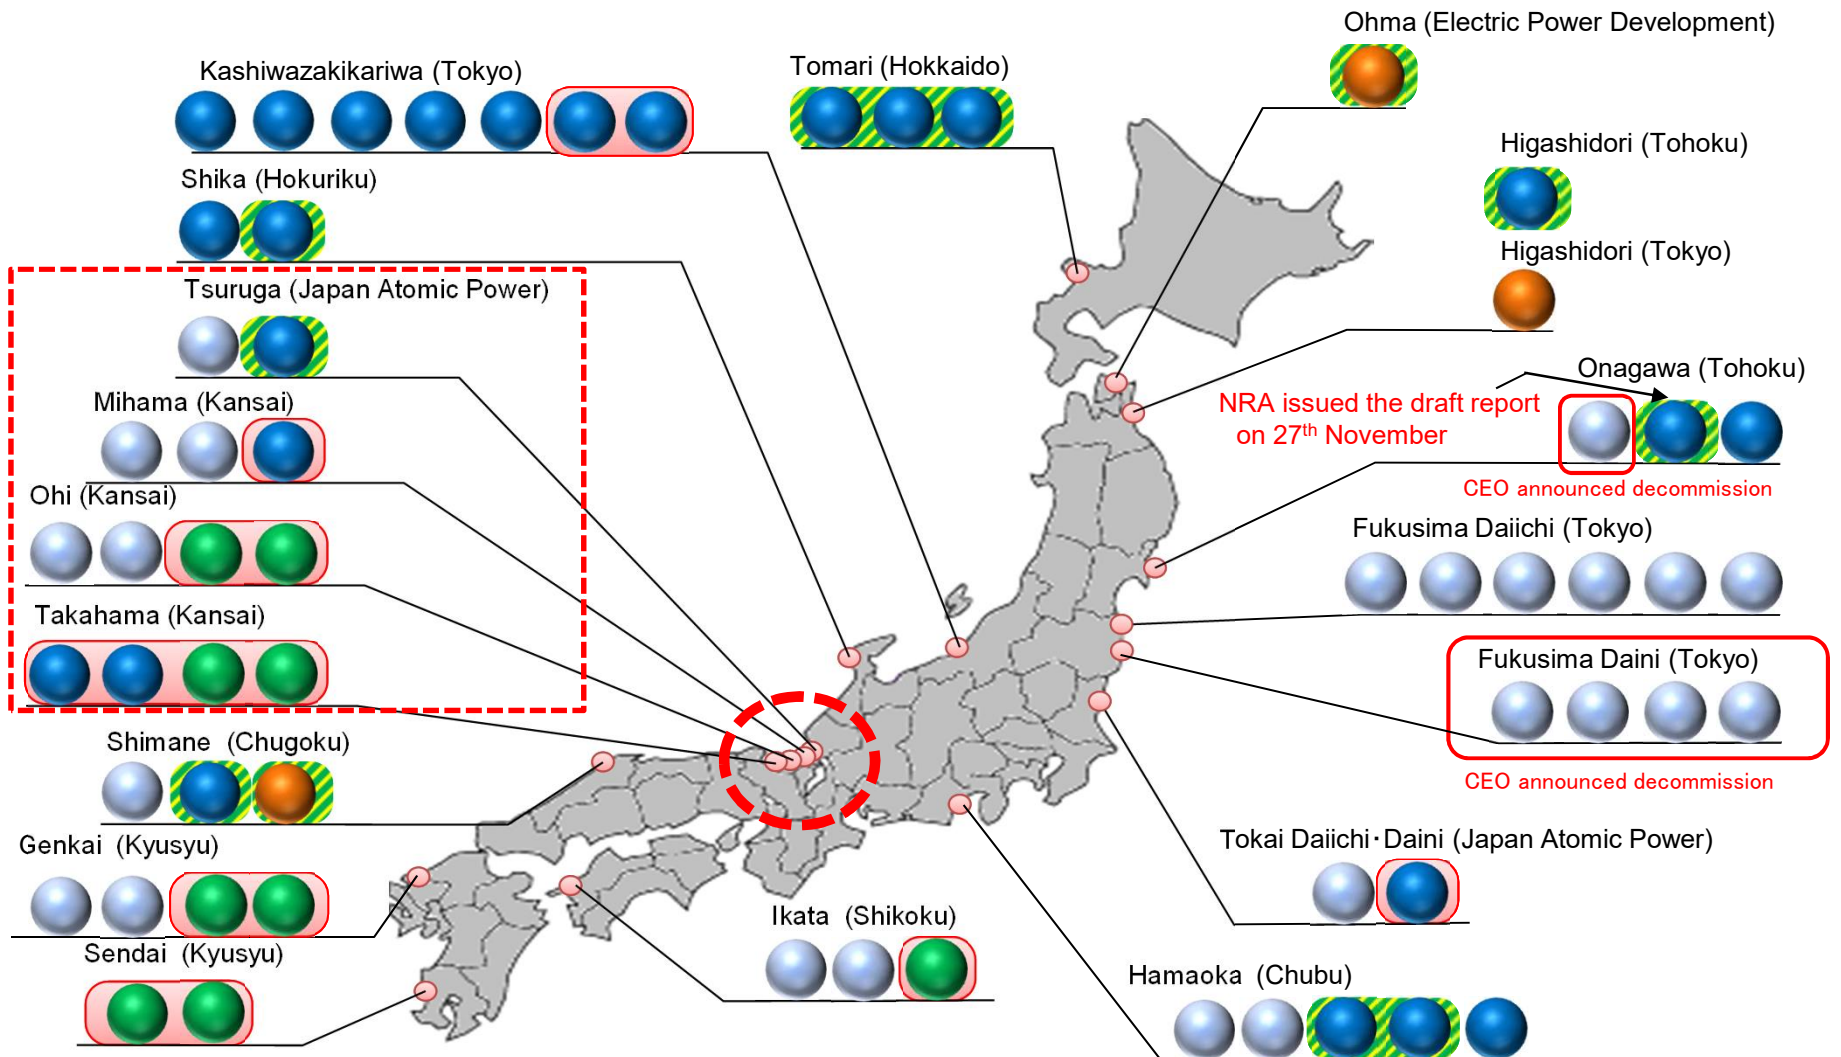 Ohma (Electric Power Development)
Kashiwazakikariwa (Tokyo)
Tomari (Hokkaido)
Higashidori (Tohoku)
Shika (Hokuriku)
Higashidori (Tokyo)
Tsuruga (Japan Atomic Power)
Onagawa (Tohoku)
NRA issued the draft report
on 27th November
Mihama (Kansai)
CEO announced decommission
Ohi (Kansai)
Fukusima Daiichi (Tokyo)
Takahama (Kansai)
Fukusima Daini (Tokyo)
Shimane (Chugoku)
CEO announced decommission
Genkai (Kyusyu)
Tokai Daiichi・Daini (Japan Atomic Power)
Ikata (Shikoku)
Sendai (Kyusyu)
Hamaoka (Chubu)